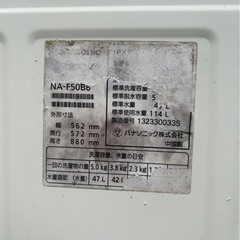 NA-F50B6
外形寸法
幅 562 mm
奥行 572 mm
高さ 880 mm
標準洗濯容量
標準脱水容量 5
標準水量
標準使用水量 114 L
製造番号 1323300335
パナソニック株式会社
中国製
洗濯容量、水量の目安
一回の洗濯物の量 5.0 kg 3.8 kg 2.3 kg
水量調節 (水量) 47 L 42